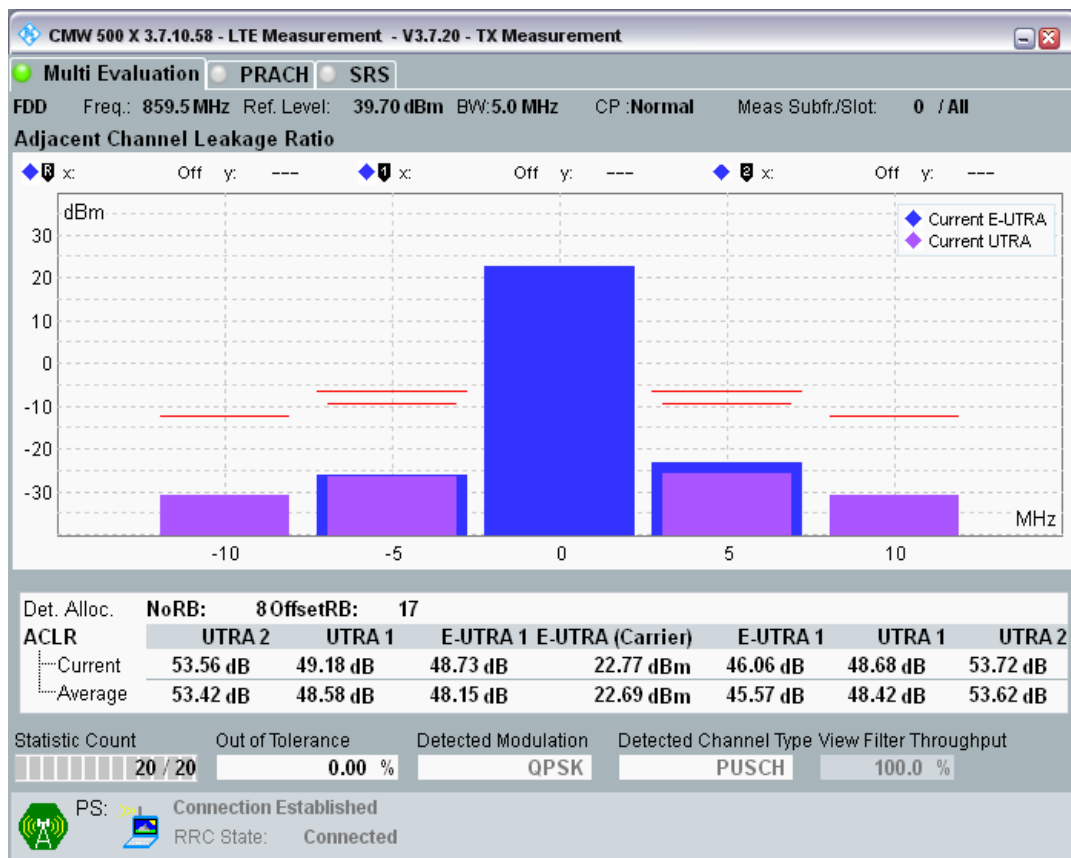 CMW 500 X 3.7.10.58 - LTE Measurement - V3.7.20 - TX Measurement
Multi Evaluation PRACH SRS
FDD Freq.: 859.5 MHz Ref. Level: 39.70 dBm BW:5.0 MHz CP :Normal Meas Subfr./Slot: 0 / All
Adjacent Channel Leakage Ratio
R x: Off y: --- 1 x: Off y: --- 2 x: Off y: ---
dBm
Current E-UTRA
Current UTRA
30
20
10
0
-10
-20
-30
MHz
-10 -5 0 5 10
Det. Alloc. NoRB: 8 OffsetRB: 17
ACLR UTRA 2 UTRA 1 E-UTRA 1 E-UTRA (Carrier) E-UTRA 1 UTRA 1 UTRA 2
Current 53.56 dB 49.18 dB 48.73 dB 22.77 dBm 46.06 dB 48.68 dB 53.72 dB
Average 53.42 dB 48.58 dB 48.15 dB 22.69 dBm 45.57 dB 48.42 dB 53.62 dB
Statistic Count Out of Tolerance Detected Modulation Detected Channel Type View Filter Throughput
20 / 20 0.00 % QPSK PUSCH 100.0 %
PS: Connection Established
RRC State: Connected